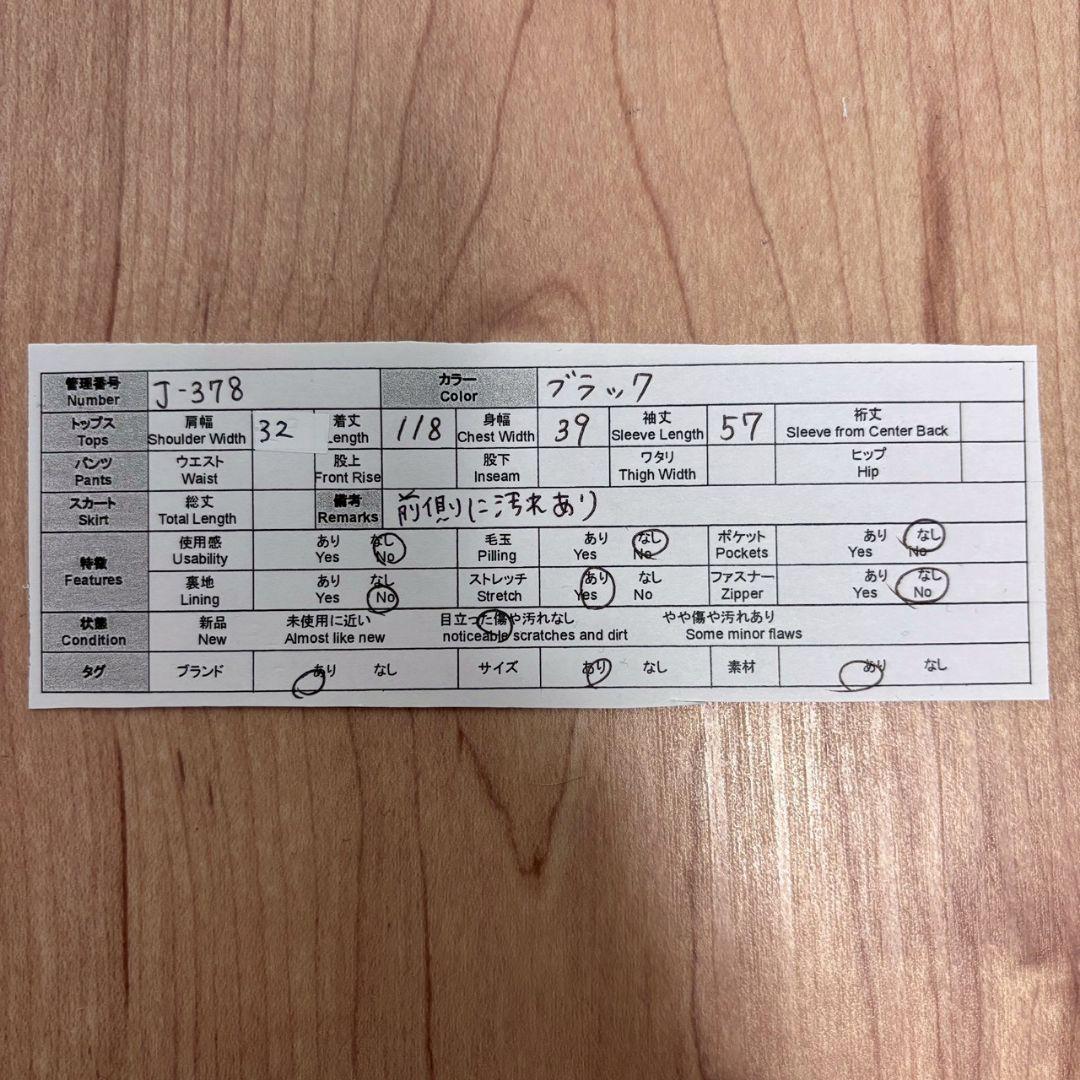 管理番号 Number J-378 カラー Color ブラック
トップス Tops 肩幅 Shoulder Width 32 着丈 Length 118 身幅 Chest Width 39 袖丈 Sleeve Length 57 裄丈 Sleeve from Center Back
パンツ Pants ウエスト Waist 股上 Front Rise 股下 Inseam ワタリ Thigh Width ヒップ Hip
スカート Skirt 総丈 Total Length 備考 Remarks 前側に汚れあり
特徴 Features 使用感 Usability あり Yes なし No 毛玉 Pilling あり Yes なし No ポケット Pockets あり Yes なし No
裏地 Lining あり Yes なし No ストレッチ Stretch あり Yes なし No ファスナー Zipper あり Yes なし No
状態 Condition 新品 New 未使用に近い Almost like new 目立った傷や汚れなし noticeable scratches and dirt やや傷や汚れあり Some minor flaws
タグ ブランド あり なし サイズ あり なし 素材 あり なし